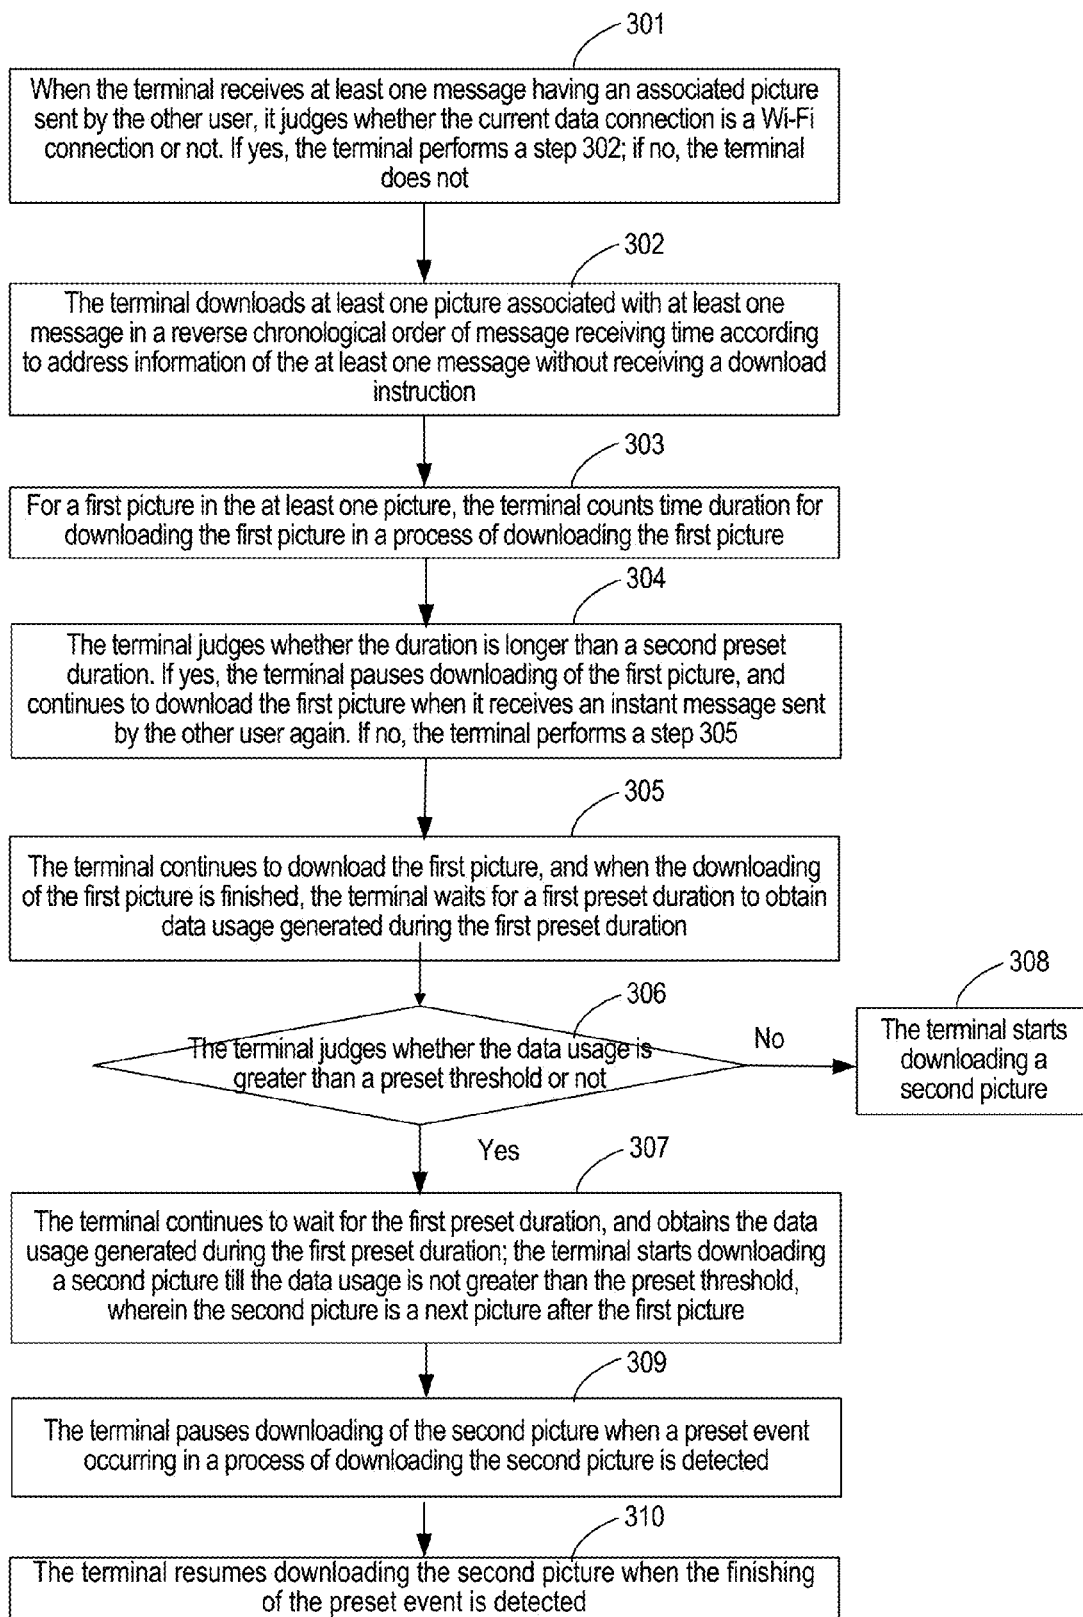 301
When the terminal receives at least one message having an associated picture
sent by the other user, it judges whether the current data connection is a Wi-Fi
connection or not. If yes, the terminal performs a step 302; if no, the terminal
does not
302
The terminal downloads at least one picture associated with at least one
message in a reverse chronological order of message receiving time according
to address information of the at least one message without receiving a download
instruction
303
For a first picture in the at least one picture, the terminal counts time duration for
downloading the first picture in a process of downloading the first picture
304
The terminal judges whether the duration is longer than a second preset
duration. If yes, the terminal pauses downloading of the first picture, and
continues to download the first picture when it receives an instant message sent
by the other user again. If no, the terminal performs a step 305
305
The terminal continues to download the first picture, and when the downloading
of the first picture is finished, the terminal waits for a first preset duration to obtain
data usage generated during the first preset duration
306
The terminal judges whether the data usage is
greater than a preset threshold or not
No
308
The terminal starts
downloading a
second picture
Yes
307
The terminal continues to wait for the first preset duration, and obtains the data
usage generated during the first preset duration; the terminal starts downloading
a second picture till the data usage is not greater than the preset threshold,
wherein the second picture is a next picture after the first picture
309
The terminal pauses downloading of the second picture when a preset event
occurring in a process of downloading the second picture is detected
310
The terminal resumes downloading the second picture when the finishing
of the preset event is detected